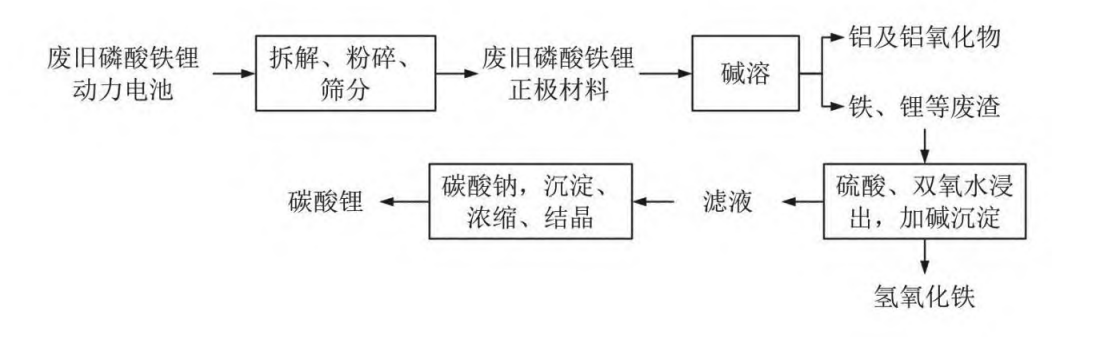 废旧磷酸铁锂
动力电池
拆解、粉碎、
筛分
废旧磷酸铁锂
正极材料
碱溶
铝及铝氧化物
铁、锂等废渣
硫酸、双氧水浸
出，加碱沉淀
滤液
碳酸钠，沉淀、
浓缩、结晶
碳酸锂
氢氧化铁